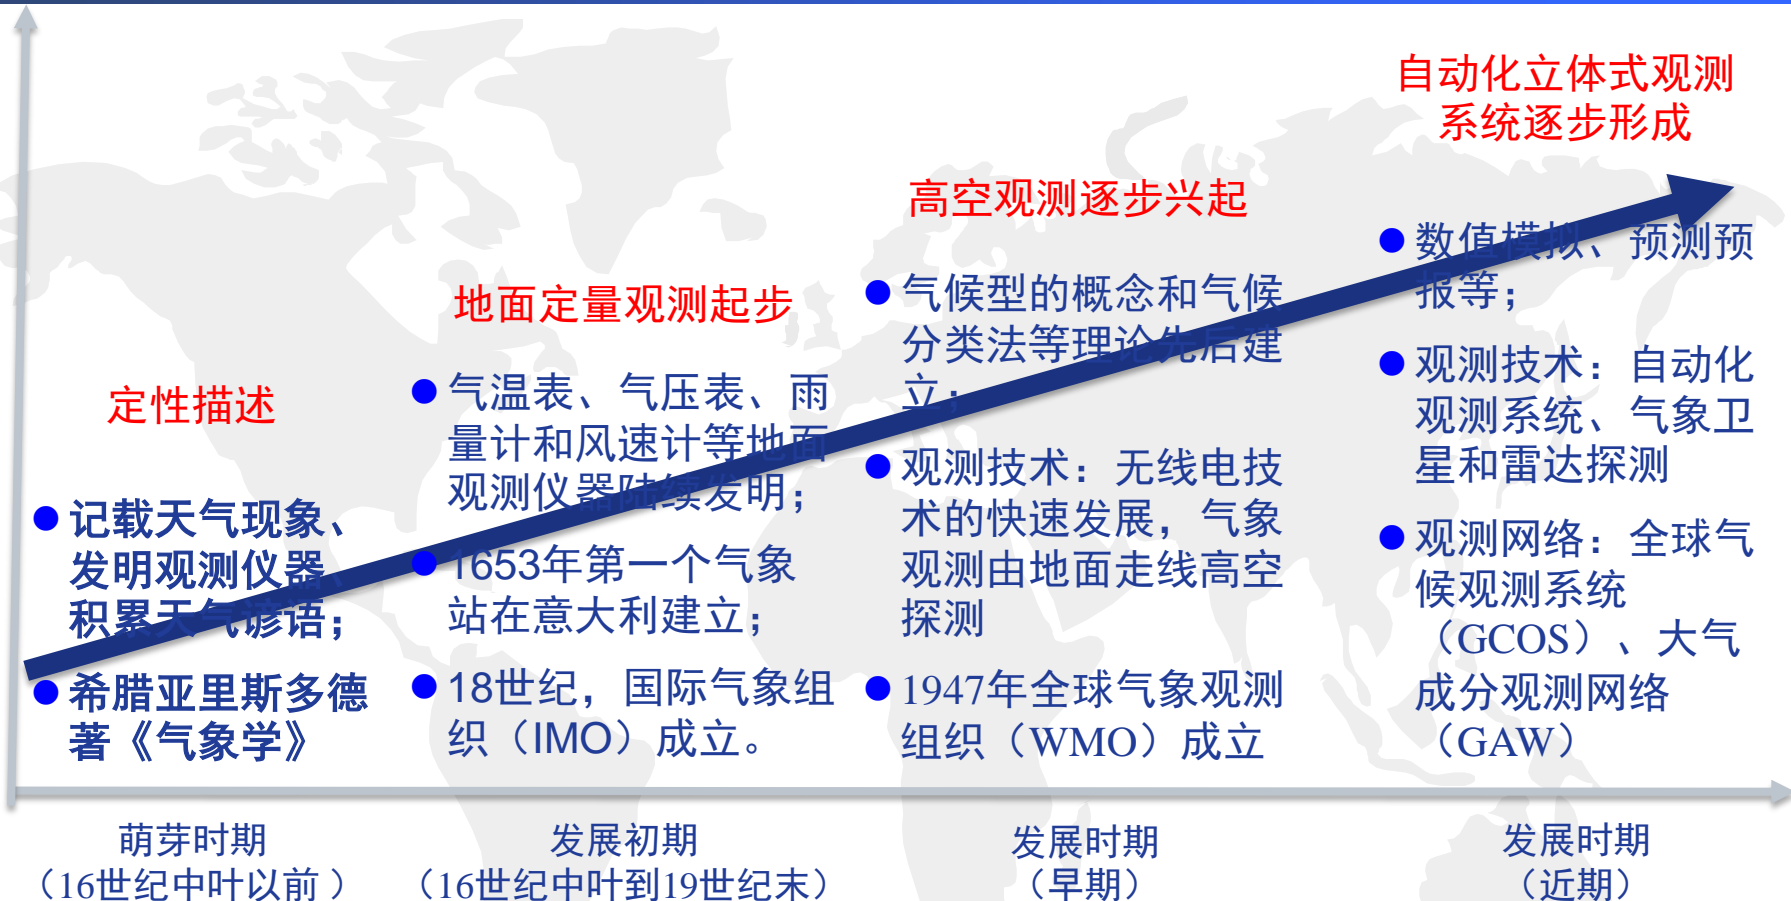 定性描述
记载天气现象、
发明观测仪器、
积累天气谚语；
希腊亚里斯多德
著《气象学》
萌芽时期
（16世纪中叶以前 ）
地面定量观测起步
气温表、气压表、雨
量计和风速计等地面
观测仪器陆续发明；
1653年第一个气象
站在意大利建立；
18世纪，国际气象组
织（IMO）成立。
发展初期
（16世纪中叶到19世纪末）
高空观测逐步兴起
气候型的概念和气候
分类法等理论先后建
立；
观测技术：无线电技
术的快速发展，气象
观测由地面走线高空
探测
1947年全球气象观测
组织（WMO）成立
发展时期
（早期）
自动化立体式观测
系统逐步形成
数值模拟、预测预
报等；
观测技术：自动化
观测系统、气象卫
星和雷达探测
观测网络：全球气
候观测系统
（GCOS）、大气
成分观测网络
（GAW）
发展时期
（近期）